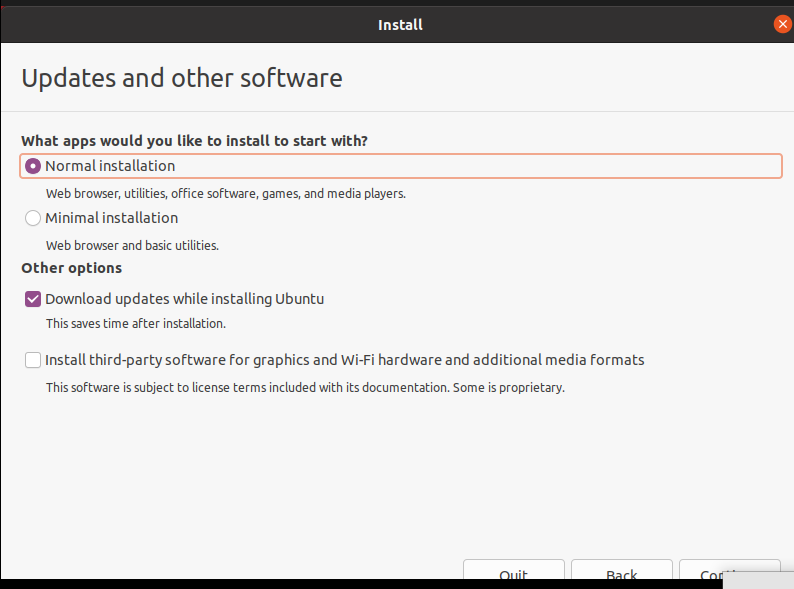 Install
Updates and other software
What apps would you like to install to start with?
Normal installation
Web browser, utilities, office software, games, and media players.
Minimal installation
Web browser and basic utilities.
Other options
Download updates while installing Ubuntu
This saves time after installation.
Install third-party software for graphics and Wi-Fi hardware and additional media formats
This software is subject to license terms included with its documentation. Some is proprietary.
Quit Back